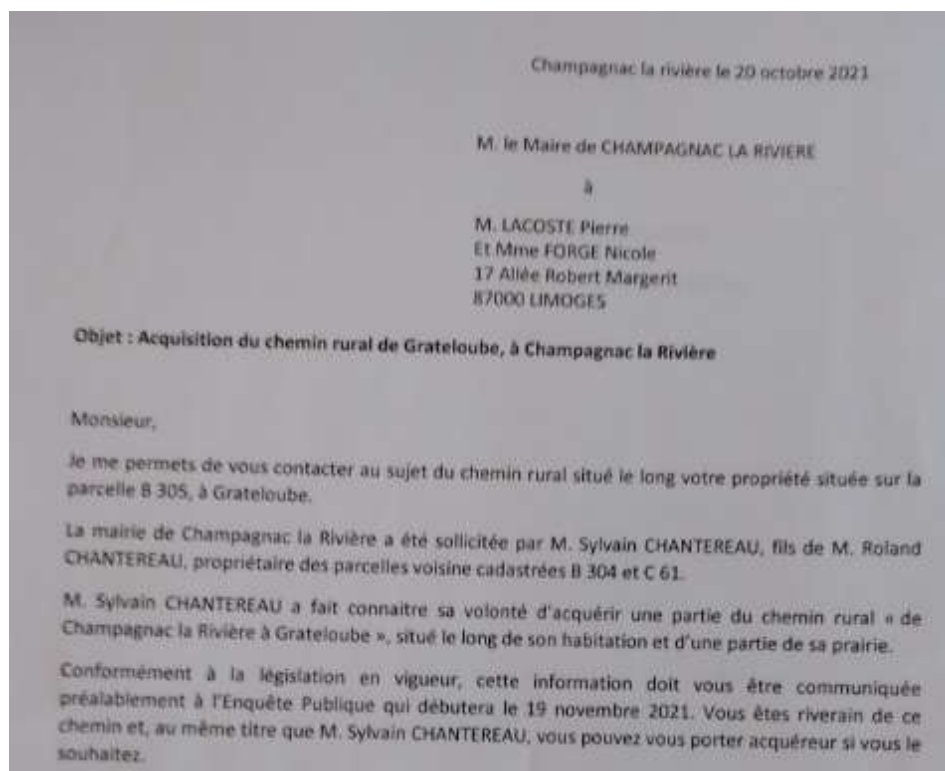 Champagnac la rivière le 20 octobre 2021
M. le Maire de CHAMPAGNAC LA RIVIERE
à
M. LACOSTE Pierre
Et Mme FORGE Nicole
17 Allée Robert Margerit
87000 LIMOGES
Objet : Acquisition du chemin rural de Grateloube, à Champagnac la Rivière
Monsieur,
Je me permets de vous contacter au sujet du chemin rural situé le long votre propriété située sur la
parcelle B 305, à Grateloube.
La mairie de Champagnac la Rivière a été sollicitée par M. Sylvain CHANTEREAU, fils de M. Roland
CHANTEREAU, propriétaire des parcelles voisine cadastrées B 304 et C 61.
M. Sylvain CHANTEREAU a fait connaitre sa volonté d'acquérir une partie du chemin rural « de
Champagnac la Rivière à Grateloube », situé le long de son habitation et d'une partie de sa prairie.
Conformément à la législation en vigueur, cette information doit vous être communiquée
préalablement à l'Enquête Publique qui débutera le 19 novembre 2021. Vous êtes riverain de ce
chemin et, au même titre que M. Sylvain CHANTEREAU, vous pouvez vous porter acquéreur si vous le
souhaitez.